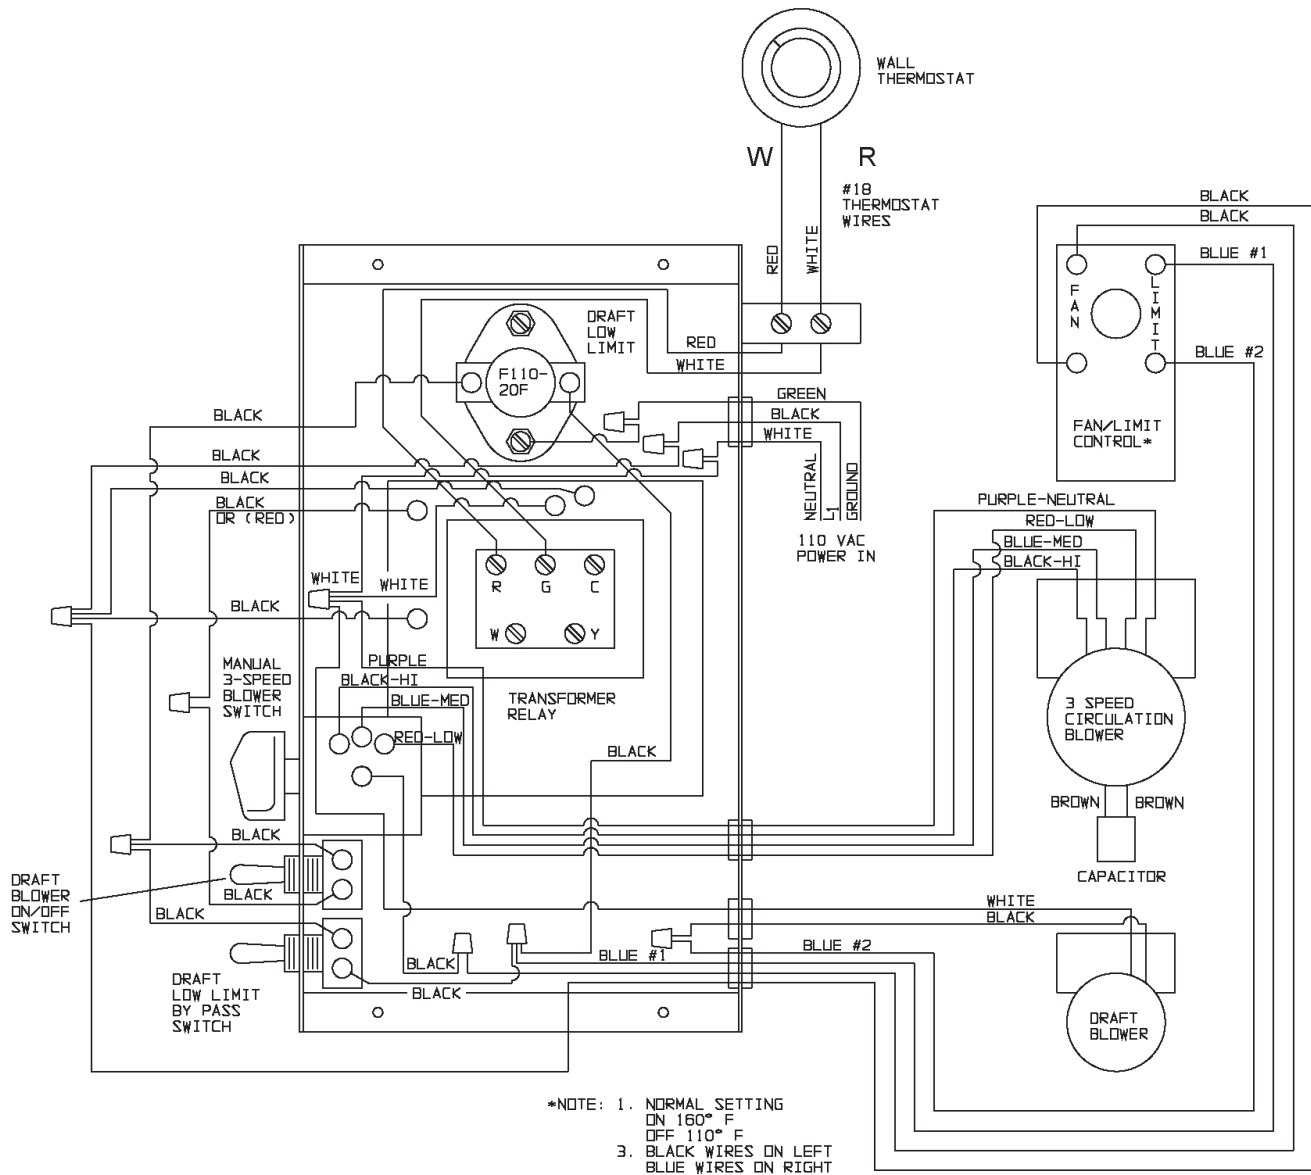 WALL
THERMOSTAT
W
R
#18
THERMOSTAT
WIRES
RED
WHITE
BLACK
BLACK
BLUE #1
FAN
LIMIT
BLUE #2
FAN/LIMIT
CONTROL*
DRAFT
LOW
LIMIT
F110-
20F
RED
WHITE
GREEN
BLACK
WHITE
NEUTRAL
L1
GROUND
110 VAC
POWER IN
BLACK
BLACK
BLACK
BLACK
OR (RED)
WHITE
WHITE
BLACK
R
G
C
W
Y
TRANSFORMER
RELAY
PURPLE-NEUTRAL
RED-LOW
BLUE-MED
BLACK-HI
MANUAL
3-SPEED
BLOWER
SWITCH
PURPLE
BLACK-HI
BLUE-MED
RED-LOW
BLACK
3 SPEED
CIRCULATION
BLOWER
BROWN
BROWN
CAPACITOR
BLACK
DRAFT
BLOWER
ON/OFF
SWITCH
BLACK
BLACK
WHITE
BLACK
BLUE #2
BLUE #1
BLACK
BLACK
DRAFT
LOW LIMIT
BY PASS
SWITCH
DRAFT
BLOWER
*NOTE: 1. NORMAL SETTING
ON 160° F
OFF 110° F
3. BLACK WIRES ON LEFT
BLUE WIRES ON RIGHT